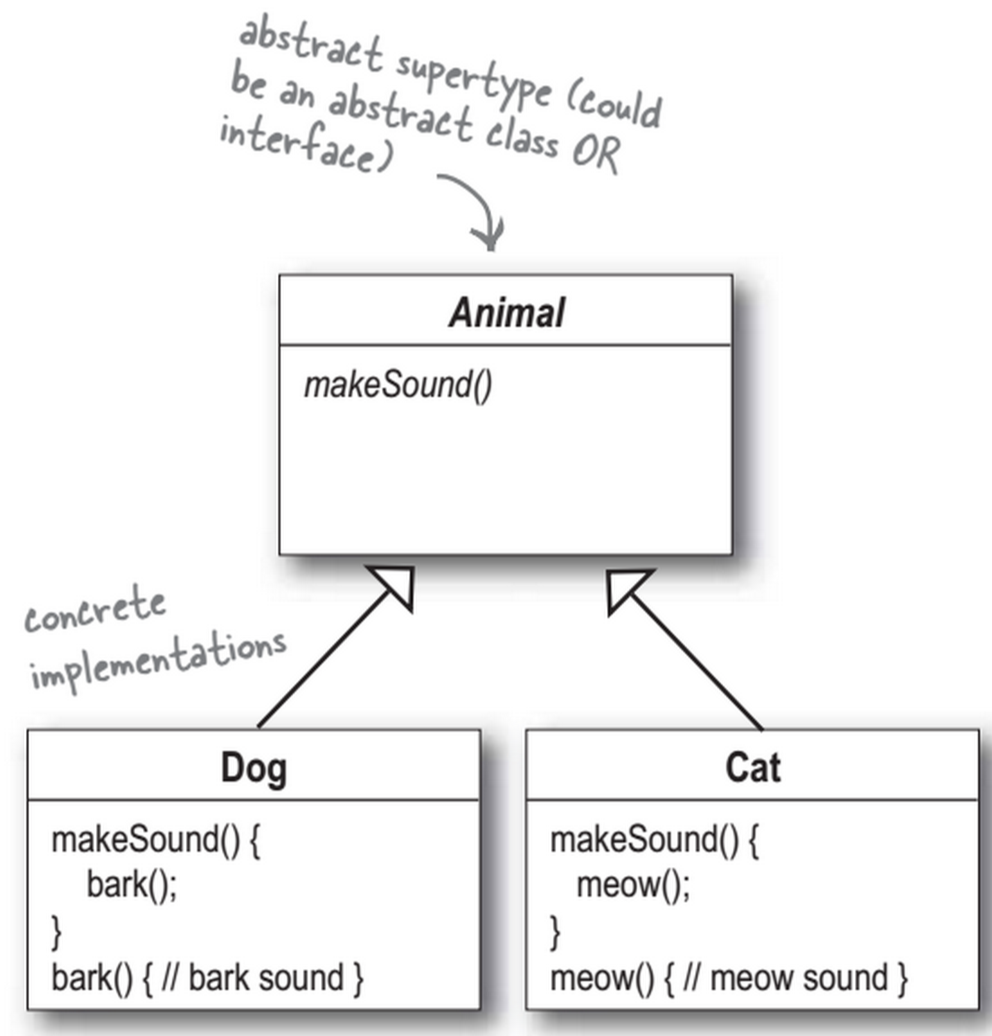 abstract supertype (could
be an abstract class OR
interface)
Animal
makeSound()
concrete
implementations
Dog
makeSound() {
bark();
}
bark() { // bark sound }
Cat
makeSound() {
meow();
}
meow() { // meow sound }